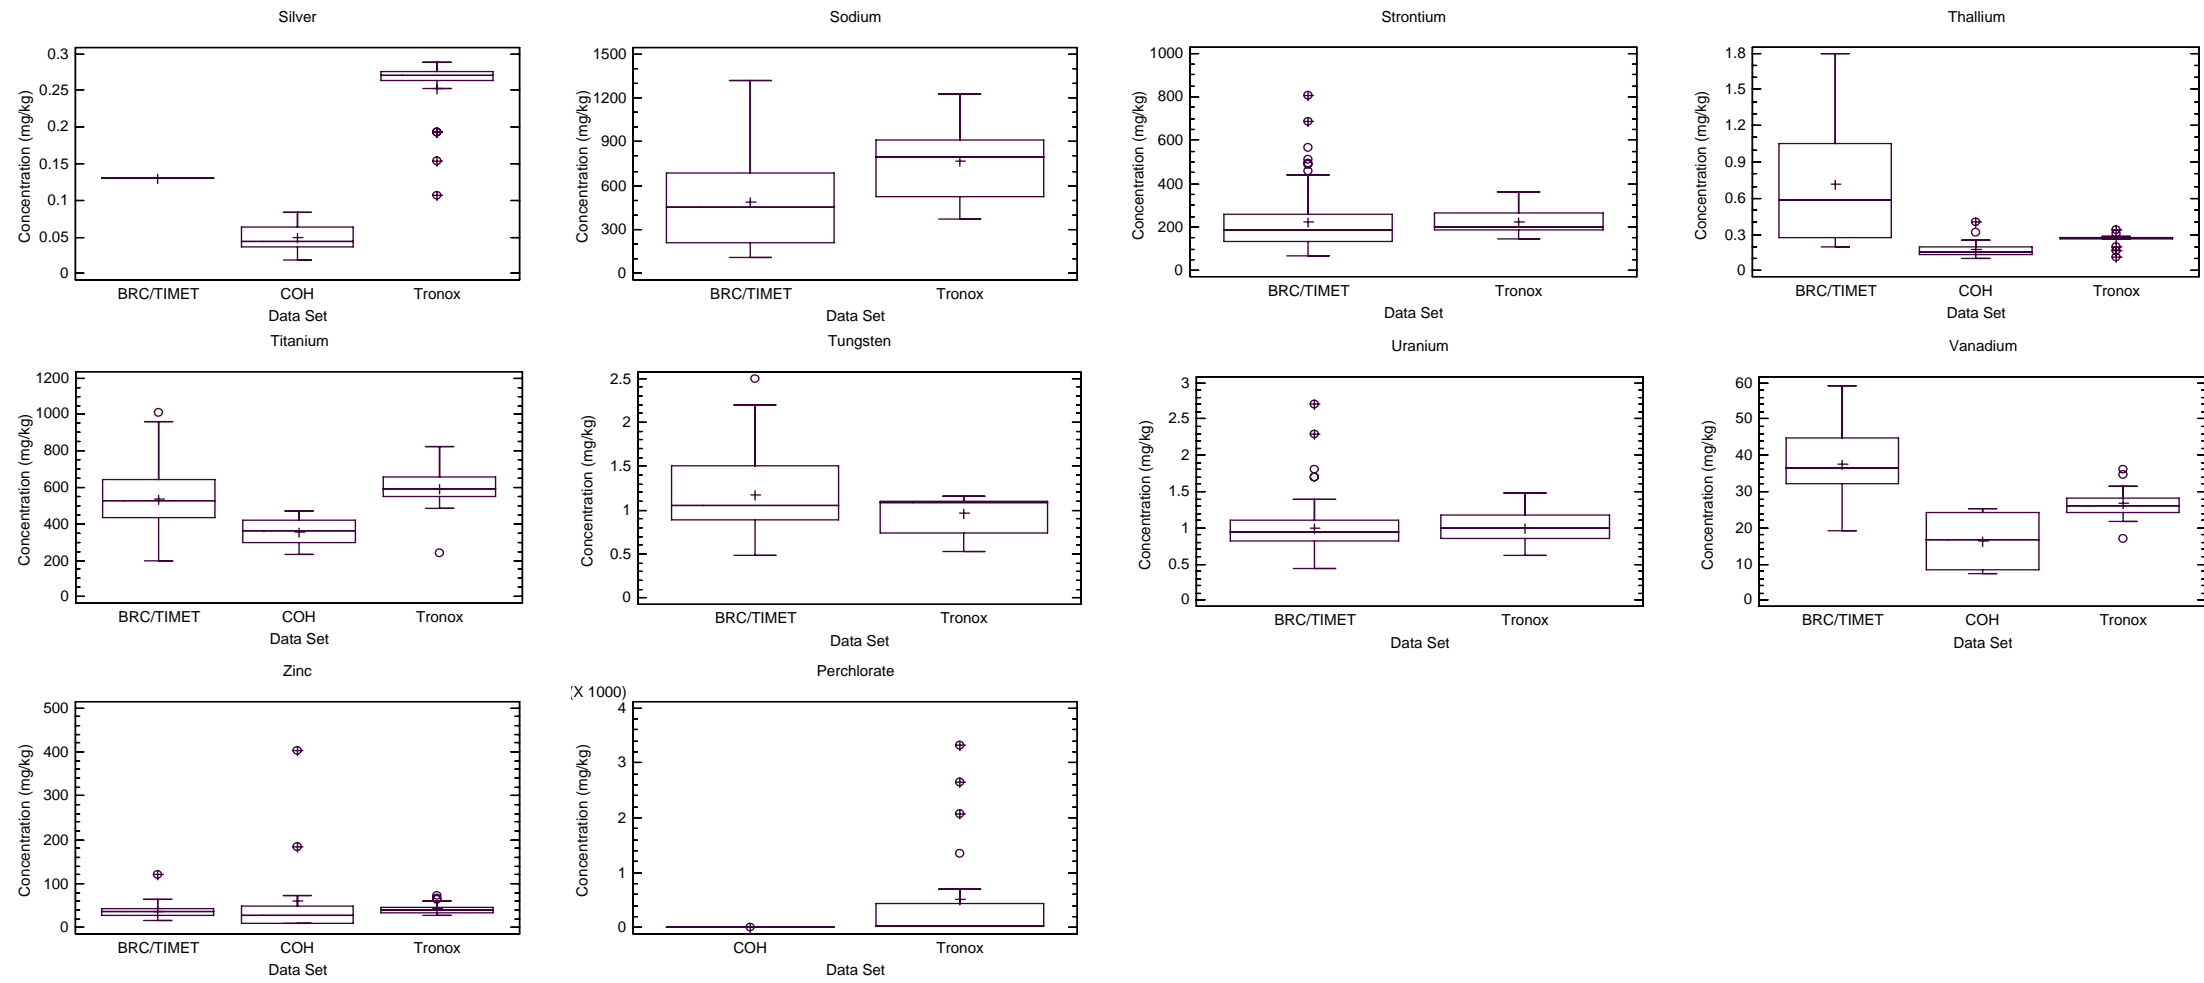 Silver
Concentration (mg/kg)
0.3
0.25
0.2
0.15
0.1
0.05
0
BRC/TIMET COH Tronox
Data Set
Sodium
Concentration (mg/kg)
1500
1200
900
600
300
0
BRC/TIMET Tronox
Data Set
Strontium
Concentration (mg/kg)
1000
800
600
400
200
0
BRC/TIMET Tronox
Data Set
Thallium
Concentration (mg/kg)
1.8
1.5
1.2
0.9
0.6
0.3
0
BRC/TIMET COH Tronox
Data Set
Titanium
Concentration (mg/kg)
1200
1000
800
600
400
200
0
BRC/TIMET COH Tronox
Data Set
Tungsten
Concentration (mg/kg)
2.5
2
1.5
1
0.5
0
BRC/TIMET Tronox
Data Set
Uranium
Concentration (mg/kg)
3
2.5
2
1.5
1
0.5
0
BRC/TIMET Tronox
Data Set
Vanadium
Concentration (mg/kg)
60
50
40
30
20
10
0
BRC/TIMET COH Tronox
Data Set
Zinc
Concentration (mg/kg)
500
400
300
200
100
0
BRC/TIMET COH Tronox
Data Set
Perchlorate
(X 1000)
Concentration (mg/kg)
4
3
2
1
0
COH Tronox
Data Set